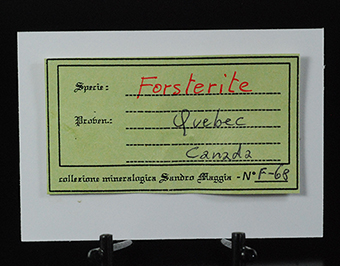 Specie: Forsterite
Proven.: Quebec
Canada
collezione mineralogica Sandro Maggia - N° F-68